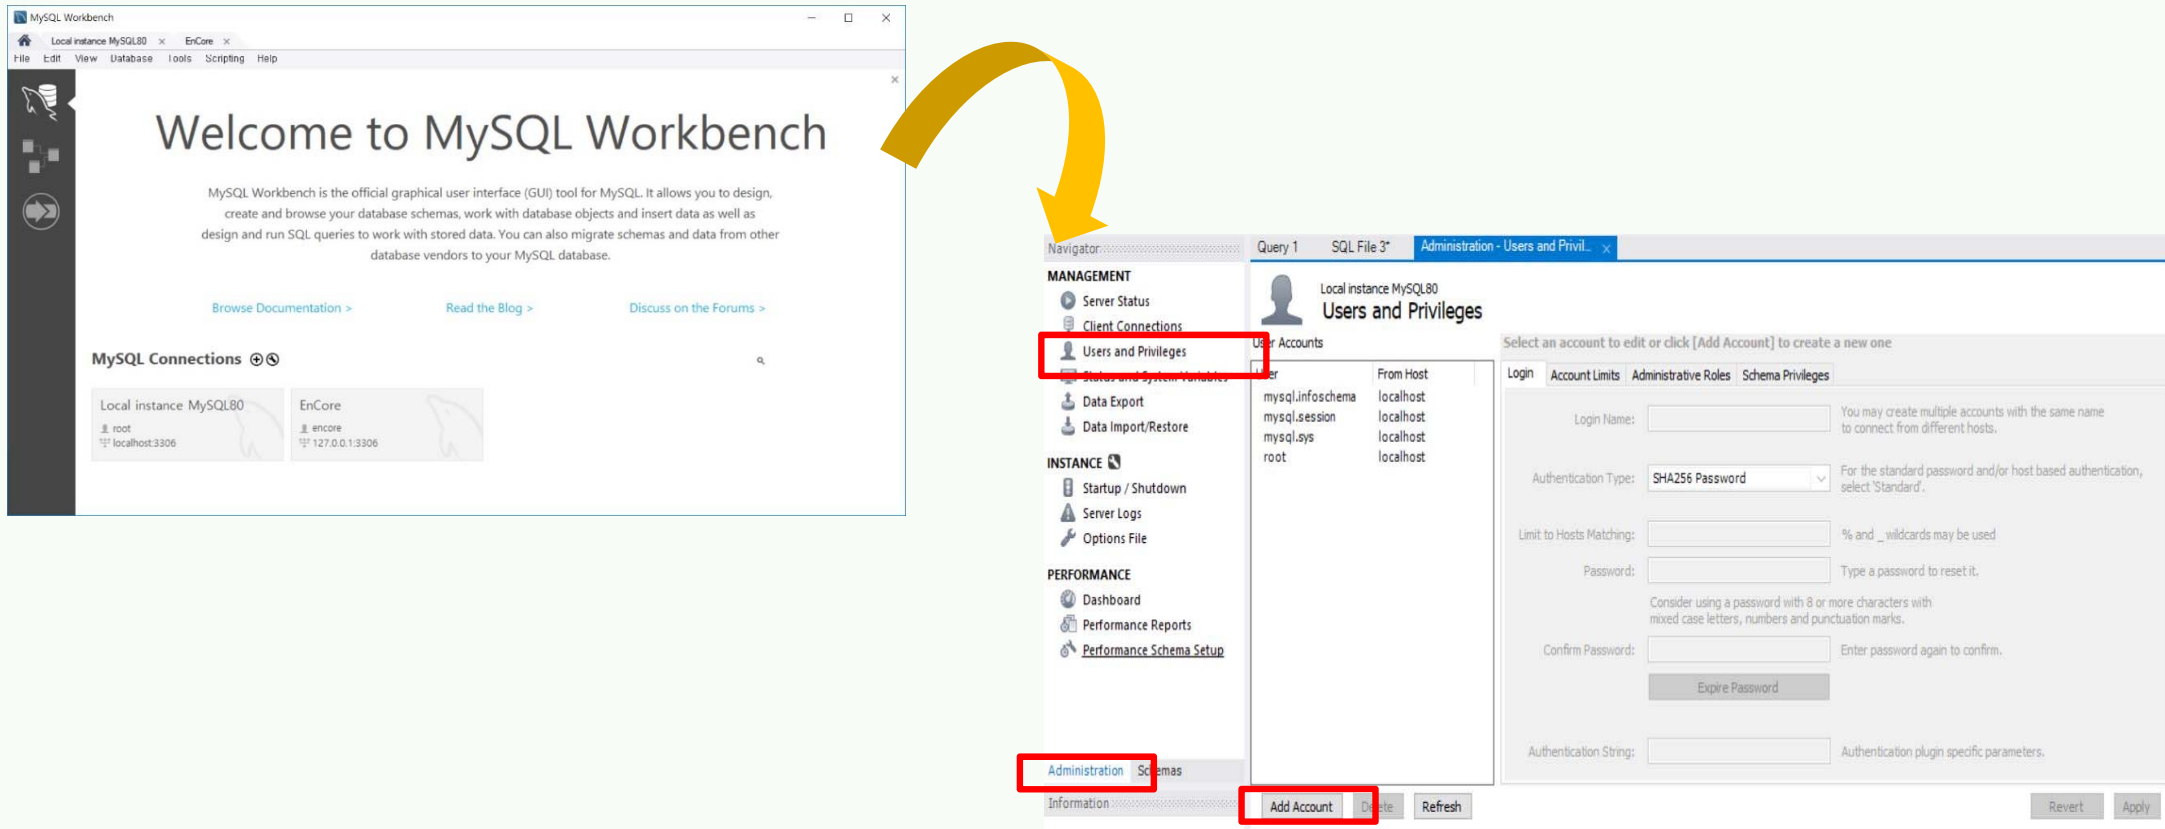 MySQL Workbench
Local instance MySQL80 × EnCore ×
File Edit View Database Tools Scripting Help
Welcome to MySQL Workbench
MySQL Workbench is the official graphical user interface (GUI) tool for MySQL. It allows you to design,
create and browse your database schemas, work with database objects and insert data as well as
design and run SQL queries to work with stored data. You can also migrate schemas and data from other
database vendors to your MySQL database.
Browse Documentation > Read the Blog > Discuss on the Forums >
MySQL Connections
Local instance MySQL80
root
localhost:3306
EnCore
encore
127.0.0.1:3306
Navigator
MANAGEMENT
Server Status
Client Connections
Users and Privileges
Status and System Variables
Data Export
Data Import/Restore
INSTANCE
Startup / Shutdown
Server Logs
Options File
PERFORMANCE
Dashboard
Performance Reports
Performance Schema Setup
Administration Schemas
Information
Query 1 SQL File 3* Administration - Users and Privil... ×
Local instance MySQL80
Users and Privileges
User Accounts
User From Host
mysql.infoschema localhost
mysql.session localhost
mysql.sys localhost
root localhost
Add Account Delete Refresh
Select an account to edit or click [Add Account] to create a new one
Login Account Limits Administrative Roles Schema Privileges
Login Name: You may create multiple accounts with the same name
to connect from different hosts.
Authentication Type: SHA256 Password For the standard password and/or host based authentication,
select 'Standard'.
Limit to Hosts Matching: % and _ wildcards may be used
Password: Type a password to reset it.
Consider using a password with 8 or more characters with
mixed case letters, numbers and punctuation marks.
Confirm Password: Enter password again to confirm.
Expire Password
Authentication String: Authentication plugin specific parameters.
Revert Apply